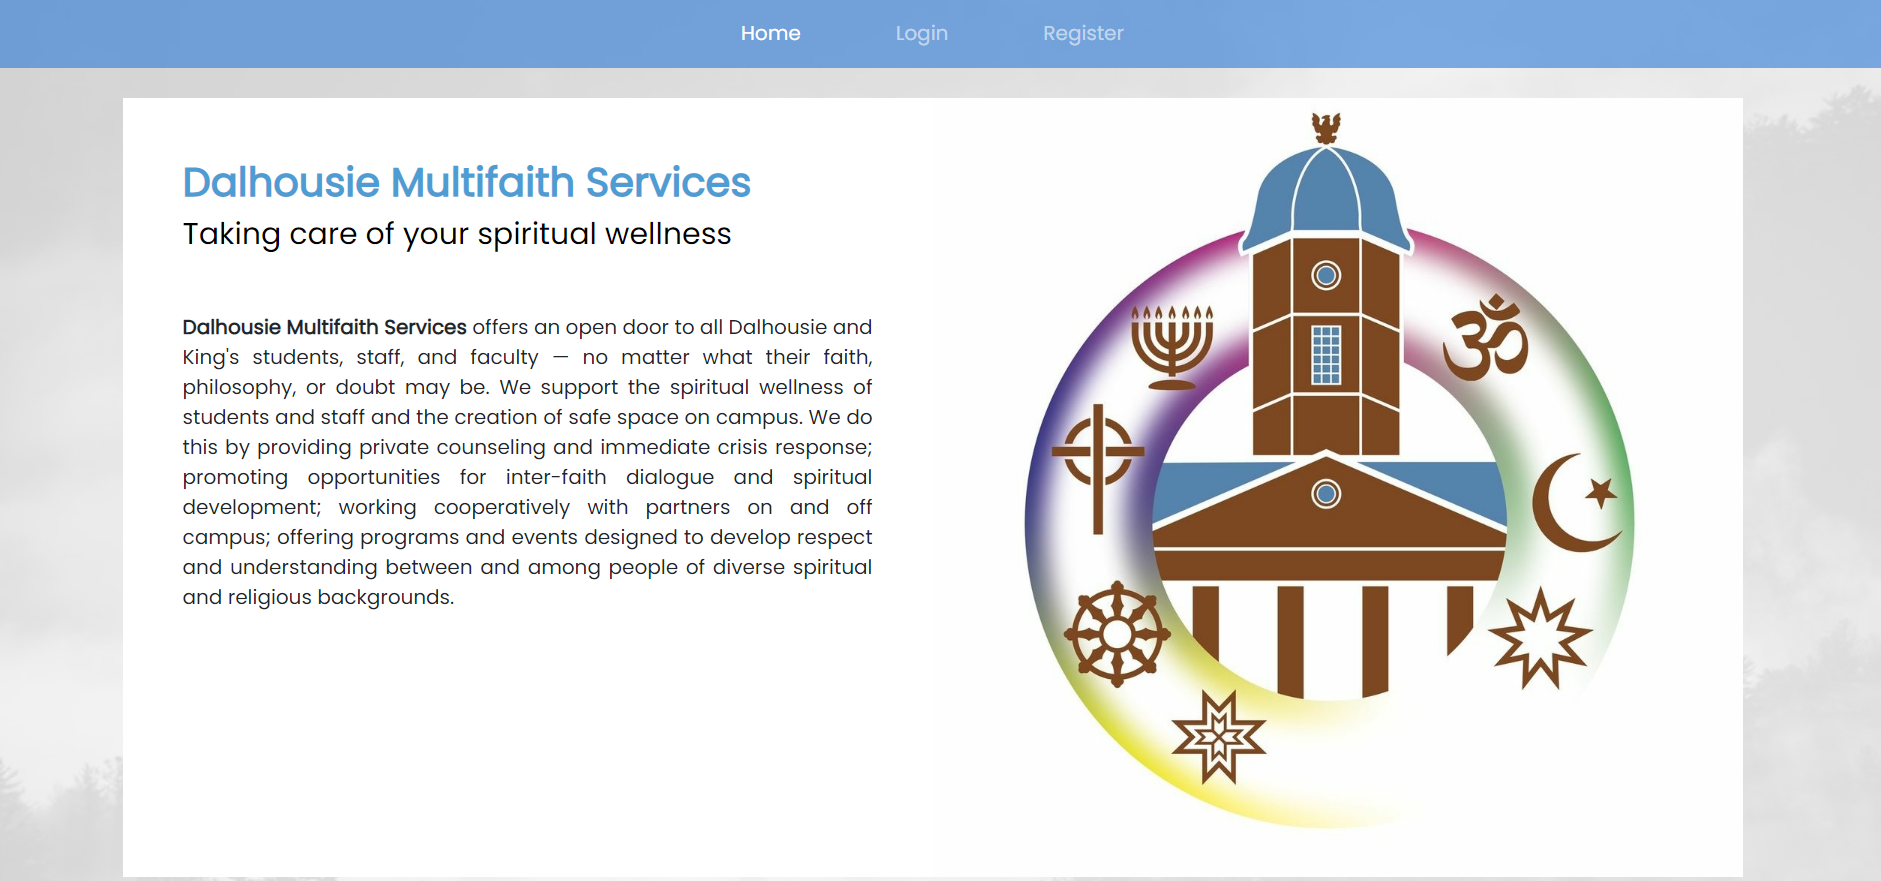 Home Login Register
Dalhousie Multifaith Services
Taking care of your spiritual wellness
Dalhousie Multifaith Services offers an open door to all Dalhousie and
King's students, staff, and faculty — no matter what their faith,
philosophy, or doubt may be. We support the spiritual wellness of
students and staff and the creation of safe space on campus. We do
this by providing private counseling and immediate crisis response;
promoting opportunities for inter-faith dialogue and spiritual
development; working cooperatively with partners on and off
campus; offering programs and events designed to develop respect
and understanding between and among people of diverse spiritual
and religious backgrounds.